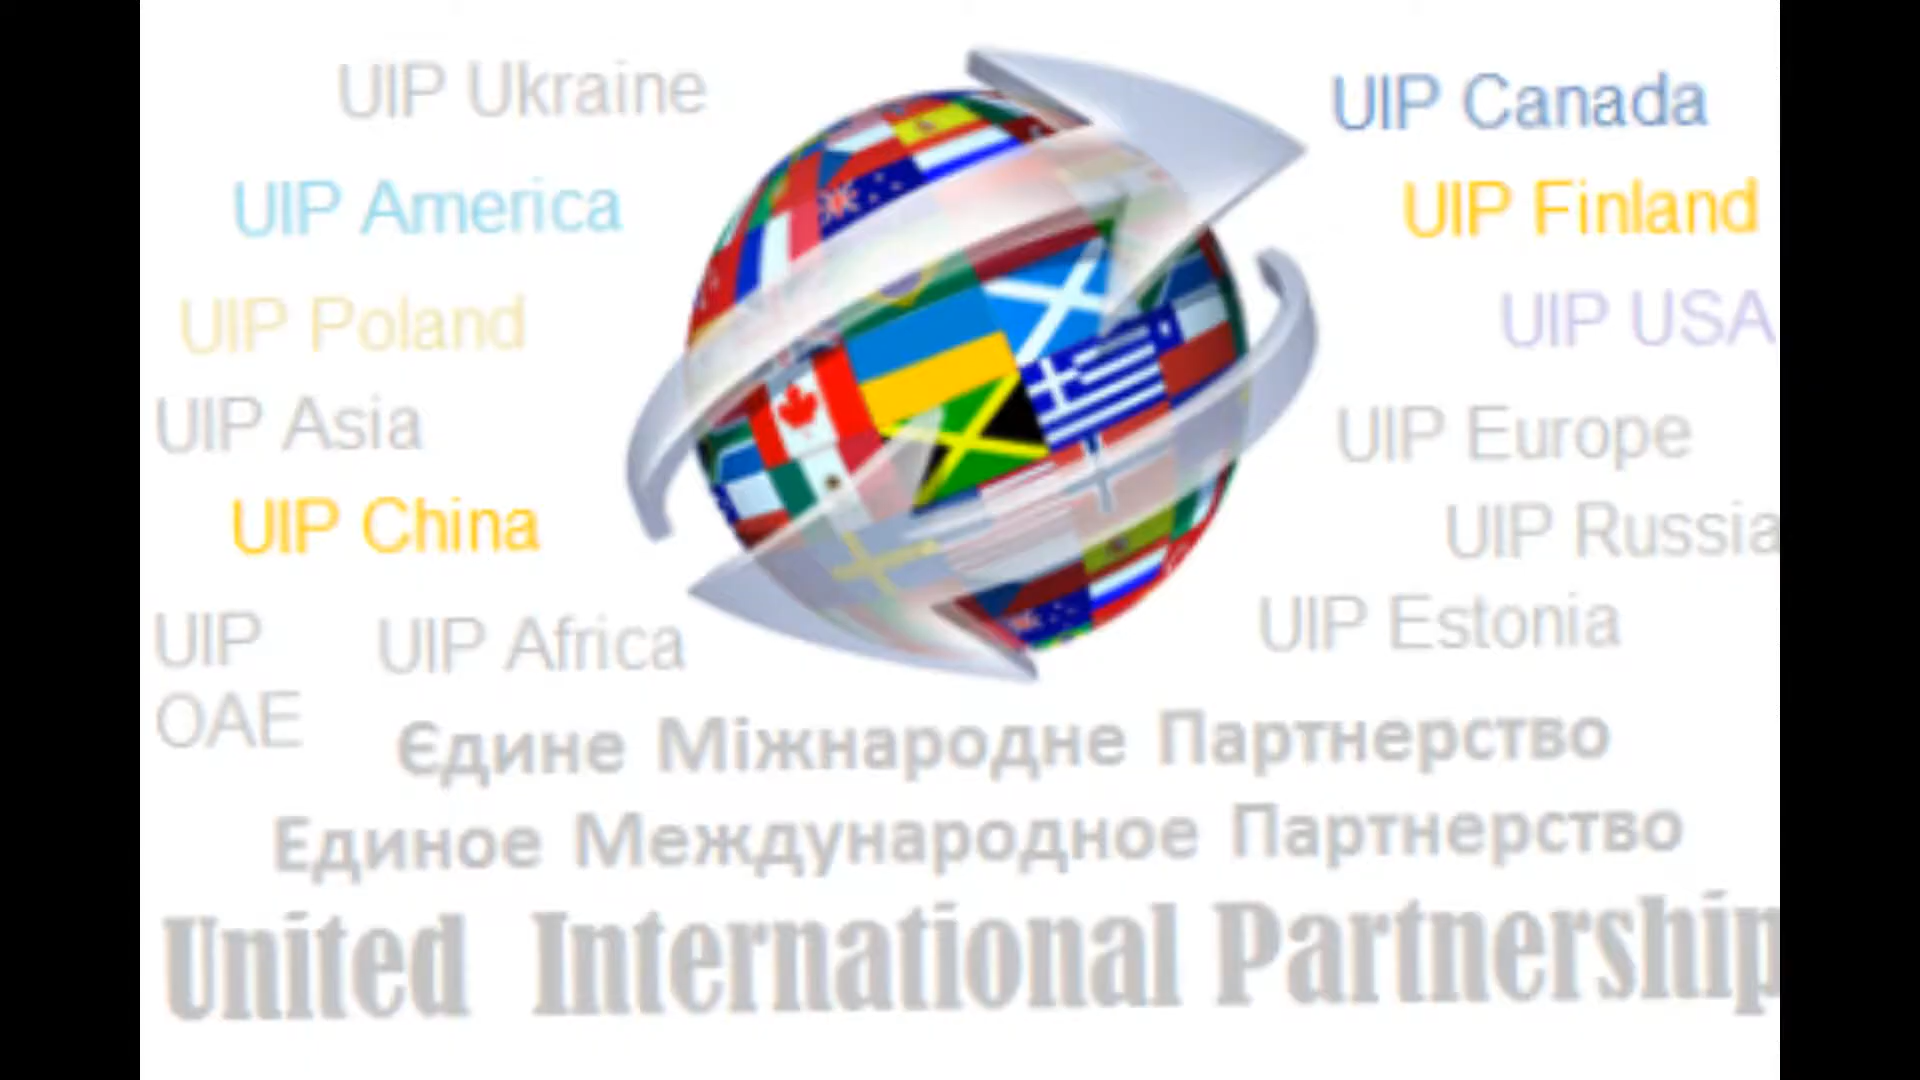 UIP Ukraine
UIP Canada
UIP America
UIP Finland
UIP Poland
UIP USA
UIP Asia
UIP Europe
UIP China
UIP Russia
UIP
OAE
UIP Africa
UIP Estonia
Єдине Міжнародне Партнерство
Единое Международное Партнерство
United International Partnership